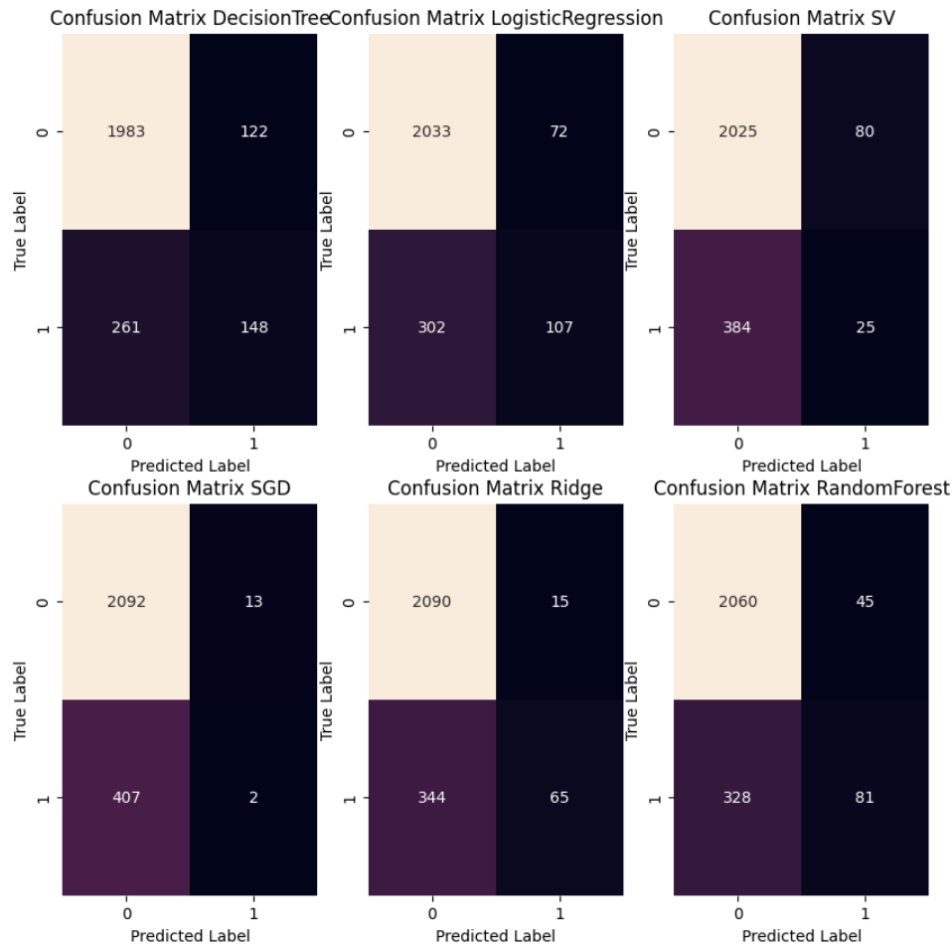 Confusion Matrix DecisionTree
0
1983
122
True Label
1
261
148
0
1
Predicted Label
Confusion Matrix LogisticRegression
0
2033
72
True Label
1
302
107
0
1
Predicted Label
Confusion Matrix SV
0
2025
80
True Label
1
384
25
0
1
Predicted Label
Confusion Matrix SGD
0
2092
13
True Label
1
407
2
0
1
Predicted Label
Confusion Matrix Ridge
0
2090
15
True Label
1
344
65
0
1
Predicted Label
Confusion Matrix RandomForest
0
2060
45
True Label
1
328
81
0
1
Predicted Label